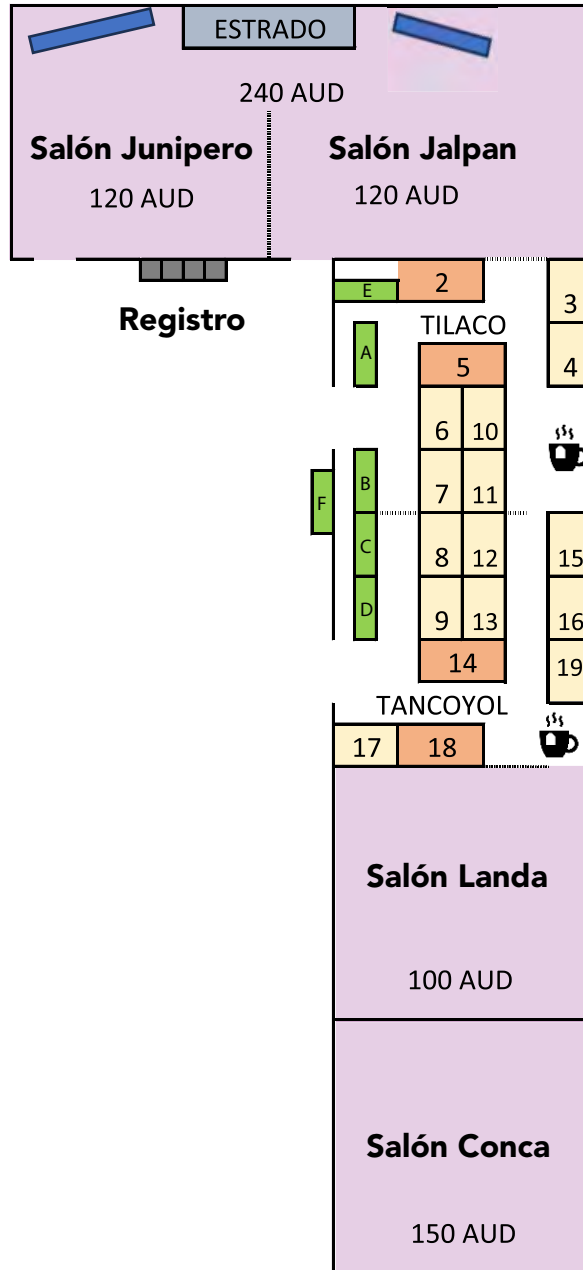 ESTRADO
240 AUD
Salón Junipero
Salón Jalpan
120 AUD
120 AUD
2
E
3
Registro
TILACO
A
5
4
6
10
B
7
11
F
C
8
12
15
D
9
13
16
14
19
TANCOYOL
17
18
Salón Landa
100 AUD
Salón Conca
150 AUD